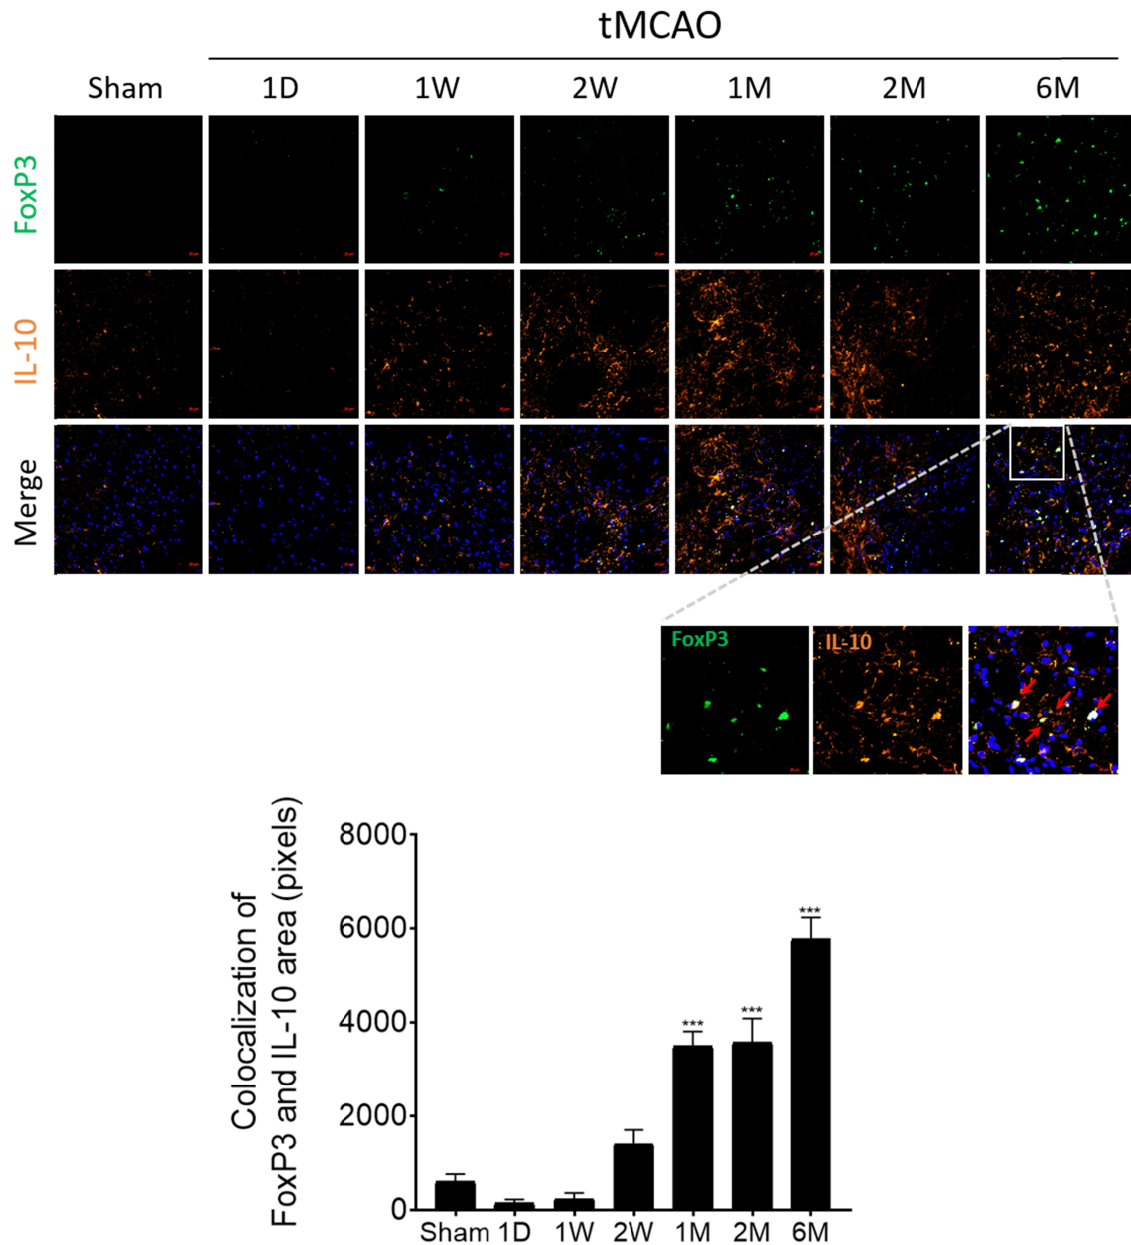 tMCAO
Sham 1D 1W 2W 1M 2M 6M
FoxP3
IL-10
Merge
FoxP3 IL-10
Colocalization of
FoxP3 and IL-10 area (pixels)
8000
6000
4000
2000
0
***
***
***
Sham 1D 1W 2W 1M 2M 6M